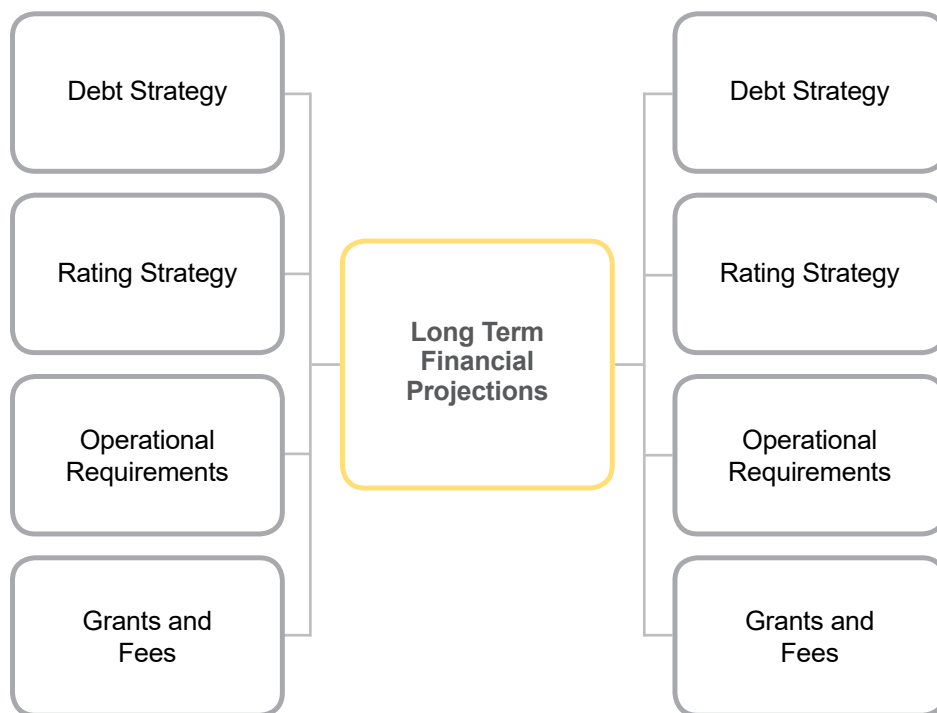 Debt Strategy
Rating Strategy
Operational
Requirements
Grants and
Fees
Long Term
Financial
Projections
Debt Strategy
Rating Strategy
Operational
Requirements
Grants and
Fees